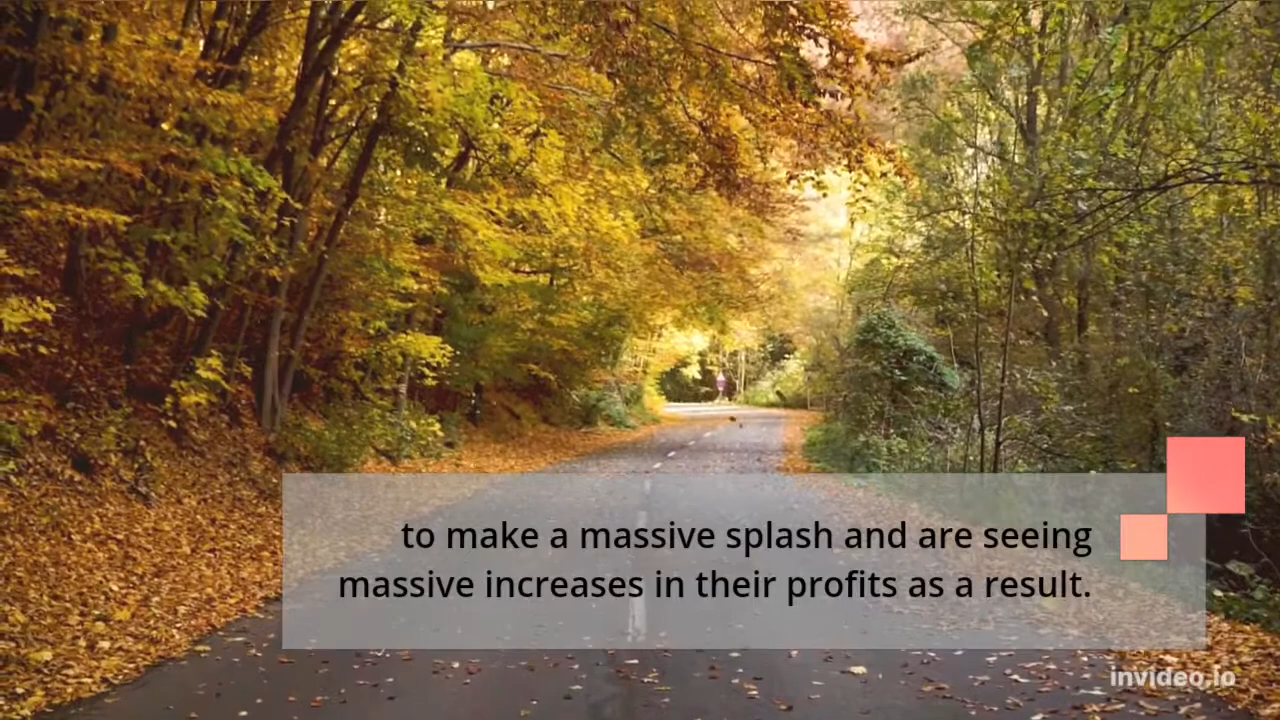 to make a massive splash and are seeing
massive increases in their profits as a result.
invideo.io